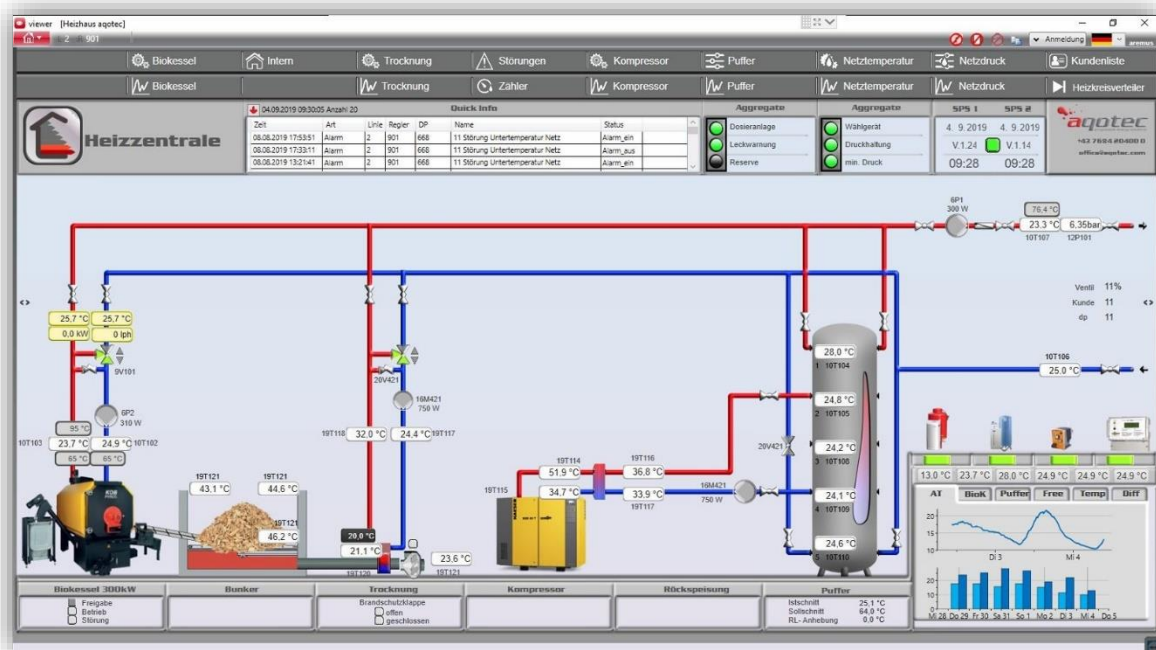 viewer [Heizhaus aqotec]
2 901 Anmeldung aremus
Biokessel Intern Trocknung Störungen Kompressor Puffer Netztemperatur Netzdruck Kundenliste
Biokessel Trocknung Zähler Kompressor Puffer Netztemperatur Netzdruck Heizkreisverteiler
Heizzentrale
04.09.2019 09:30:05 Anzahl 20 Quick Info
Zeit Art Linie Regler DP Name Status
08.08.2019 17:53:51 Alarm 2 901 668 11 Störung Untertemperatur Netz Alarm_ein
08.08.2019 17:33:11 Alarm 2 901 668 11 Störung Untertemperatur Netz Alarm_aus
08.08.2019 13:21:41 Alarm 2 901 668 11 Störung Untertemperatur Netz Alarm_ein
Aggregate
Dosieranlage
Leckwarnung
Reserve
Aggregate
Wählgerät
Druckhaltung
min. Druck
SPS 1 SPS 2
4. 9. 2019 4. 9. 2019
V.1.24 V.1.14
09:28 09:28
aqotec
+43 7684 20400 0
office@aqotec.com
6P1
300 W
76,4 °C
23.3 °C 6,35bar
10T107 12P101
Ventil 11%
Kunde 11
dp 11
25,7 °C 25,7 °C
0,0 kW 0 lph
9V101
20V421
6P2
310 W
16M421
750 W
95 °C
10T103 23.7 °C 24,9 °C 10T102
65 °C 65 °C
19T118 32,0 °C 24,4 °C 19T117
28,0 °C
1 10T104
24,8 °C
2 10T105
24,2 °C
3 10T108
24,1 °C
4 10T109
24,6 °C
5 10T110
20V421
10T106
25,0 °C
19T114 19T116
51,9 °C 36,8 °C
19T115 34,7 °C 33,9 °C
19T117
16M421
750 W
19T121 19T121
43,1 °C 44,6 °C
19T121
46,2 °C
20,0 °C
21.1 °C
19T120
23,6 °C
19T121
13.0 °C 23.7 °C 28,0 °C 24.9 °C 24.9 °C 24.9 °C
AT BioK Puffer Free Temp Diff
20
15
10
Di 3 Mi 4
20
10
0
Mi 28 Do 29 Fr 30 Sa 31 So 1 Mo 2 Di 3 Mi 4 Do 5
Biokessel 300kW Bunker Trocknung Kompressor Rückspeisung Puffer
Freigabe
Betrieb
Störung
Brandschutzklappe
offen
geschlossen
Istschnitt 25,1 °C
Sollschnitt 64,0 °C
RL- Anhebung 0,0 °C